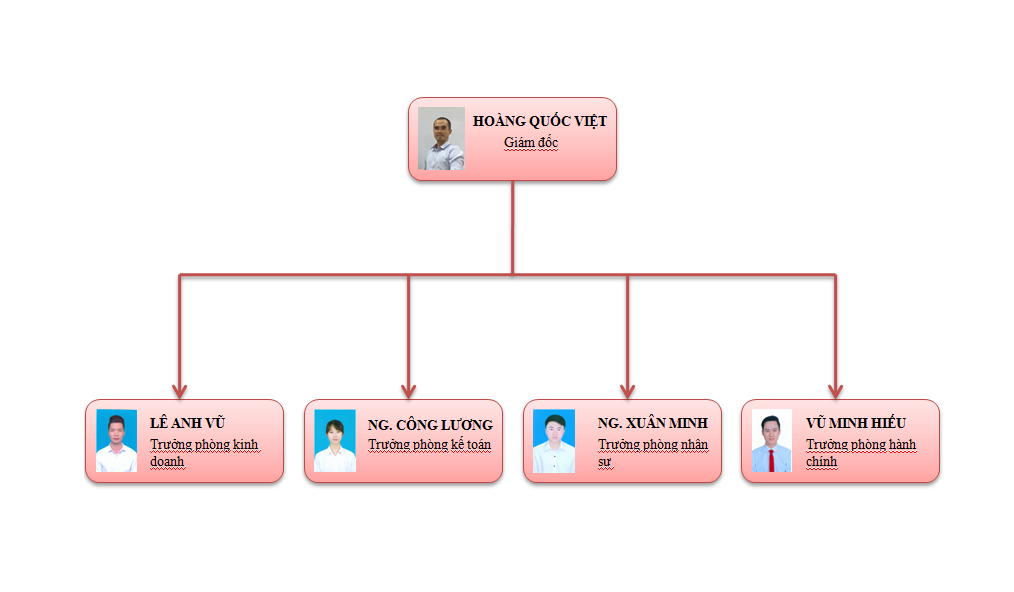 HOÀNG QUỐC VIỆT
Giám đốc
LÊ ANH VŨ
Trưởng phòng kinh
doanh
NG. CÔNG LƯƠNG
Trưởng phòng kế toán
NG. XUÂN MINH
Trưởng phòng nhân
sự
VŨ MINH HIẾU
Trưởng phòng hành
chính